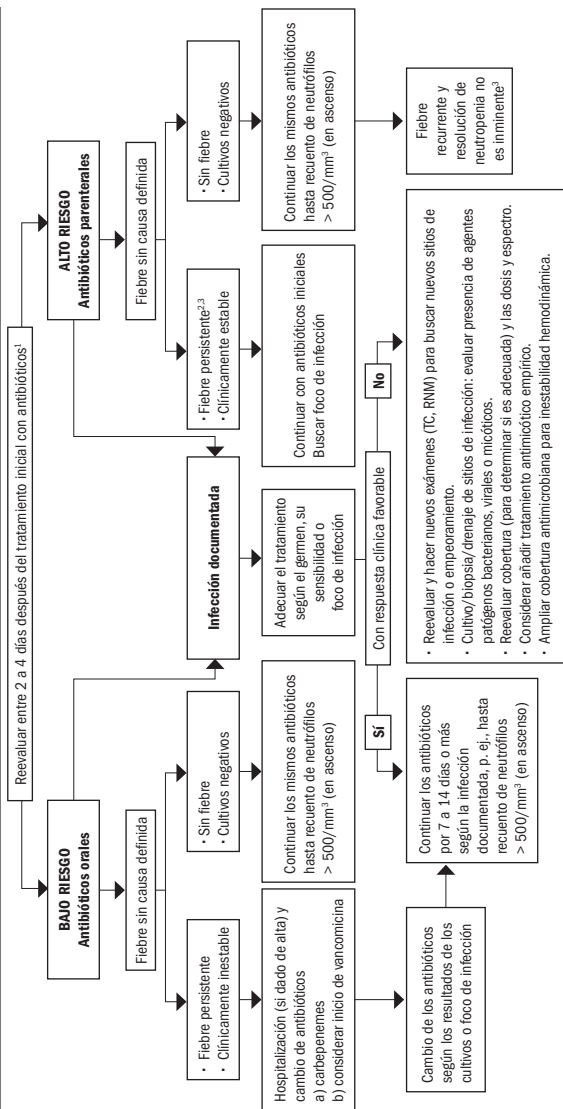 Reevaluar entre 2 a 4 días después del tratamiento inicial con antibióticos¹
BAJO RIESGO
Antibióticos orales
ALTO RIESGO
Antibióticos parenterales
Fiebre sin causa definida
Infección documentada
Fiebre sin causa definida
· Fiebre persistente
· Clínicamente inestable
· Sin fiebre
· Cultivos negativos
· Fiebre persistente²,³
· Clínicamente estable
· Sin fiebre
· Cultivos negativos
Hospitalización (si dado de alta) y
cambio de antibióticos
a) carbepenemes
b) considerar inicio de vancomicina
Continuar los mismos antibióticos
hasta recuento de neutrófilos
> 500/mm³ (en ascenso)
Adecuar el tratamiento
según el germen, su
sensibilidad o
foco de infección
Continuar con antibióticos iniciales
Buscar foco de infección
Continuar los mismos antibióticos
hasta recuento de neutrófilos
> 500/mm³ (en ascenso)
Con respuesta clínica favorable
Sí
No
Cambio de los antibióticos
según los resultados de los
cultivos o foco de infección
Continuar los antibióticos
por 7 a 14 días o más
según la infección
documentada, p. ej., hasta
recuento de neutrófilos
> 500/mm³ (en ascenso)
· Reevaluar y hacer nuevos exámenes (TC, RNM) para buscar nuevos sitios de
infección o empeoramiento.
· Cultivo/biopsia/drenaje de sitios de infección: evaluar presencia de agentes
patógenos bacterianos, virales o micóticos.
· Reevaluar cobertura (para determinar si es adecuada) y las dosis y espectro.
· Considerar añadir tratamiento antimicótico empírico.
· Ampliar cobertura antimicrobiana para inestabilidad hemodinámica.
Fiebre
recurrente y
resolución de
neutropenia no
es inminente³